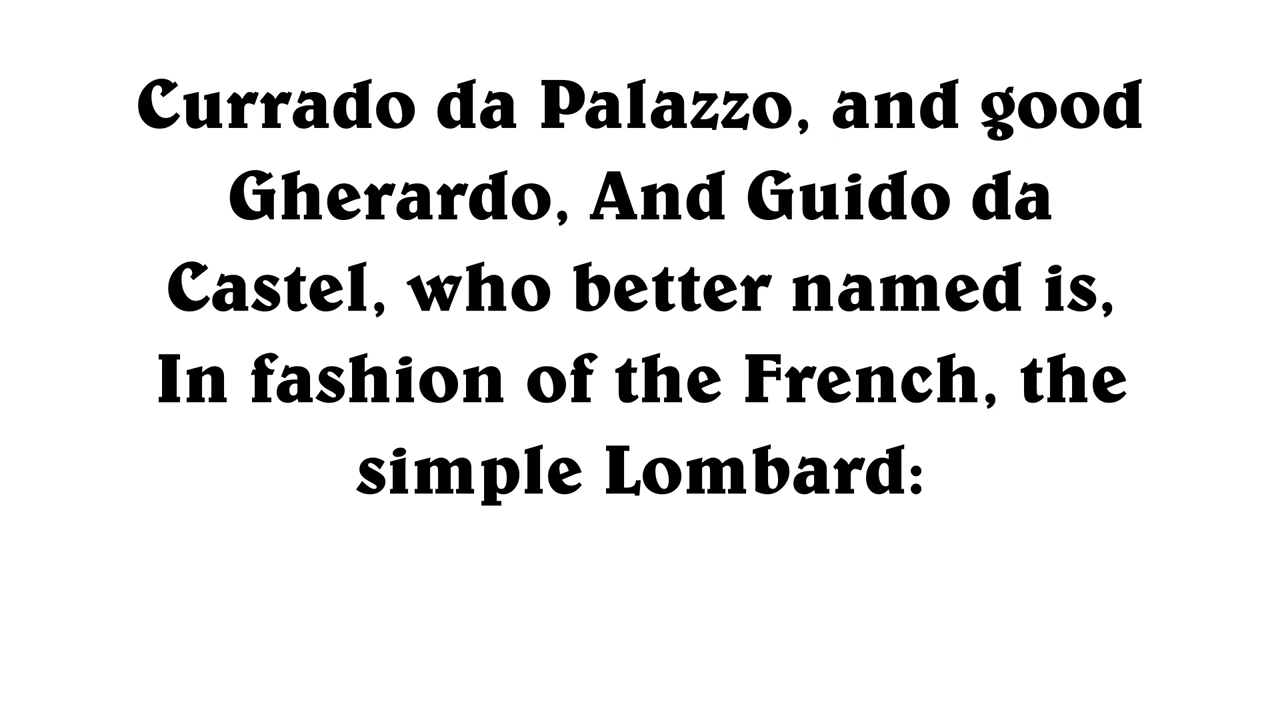 Currado da Palazzo, and good
Gherardo, And Guido da
Castel, who better named is,
In fashion of the French, the
simple Lombard: